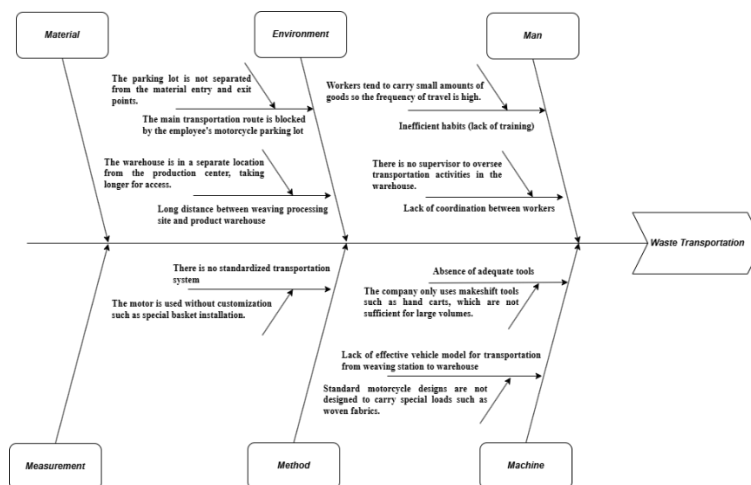 Material
Environment
Man
The parking lot is not separated
from the material entry and exit
points.
The main transportation route is blocked
by the employee's motorcycle parking lot
Workers tend to carry small amounts of
goods so the frequency of travel is high.
Inefficient habits (lack of training)
The warehouse is in a separate location
from the production center, taking
longer for access.
Long distance between weaving processing
site and product warehouse
There is no supervisor to oversee
transportation activities in the
warehouse.
Lack of coordination between workers
Waste Transportation
There is no standardized transportation
system
The motor is used without customization
such as special basket installation.
Absence of adequate tools
The company only uses makeshift tools
such as hand carts, which are not
sufficient for large volumes.
Lack of effective vehicle model for transportation
from weaving station to warehouse
Standard motorcycle designs are not
designed to carry special loads such as
woven fabrics.
Measurement
Method
Machine